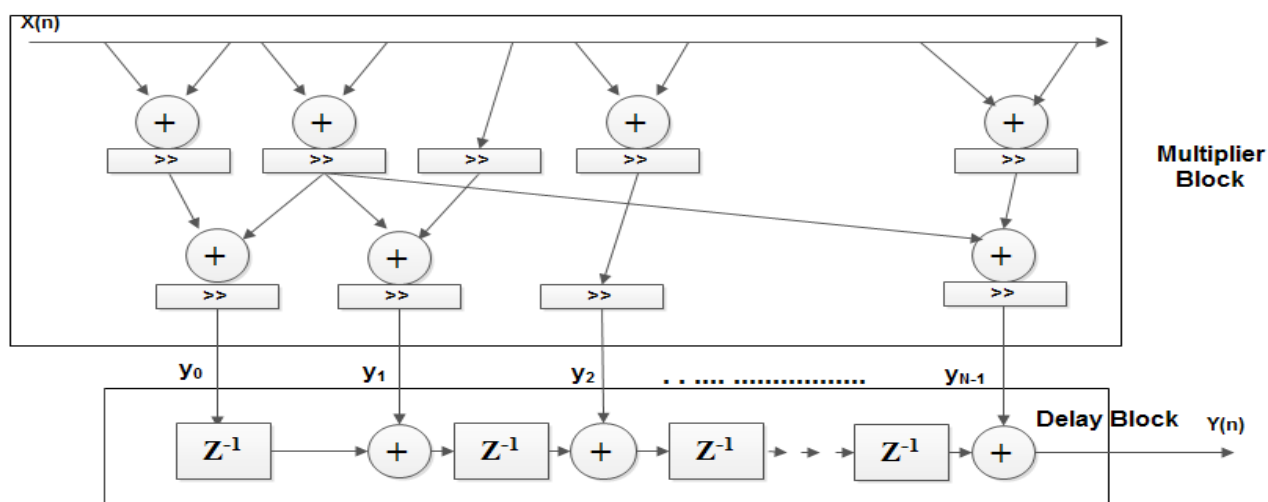 X(n)
+ + + +
>> >> >> >> >>
Multiplier
Block
+ + +
>> >> >> >>
y0 y1 y2 . . .... ................. yN-1
Delay Block
Y(n)
Z-1 + Z-1 + Z-1 Z-1 +